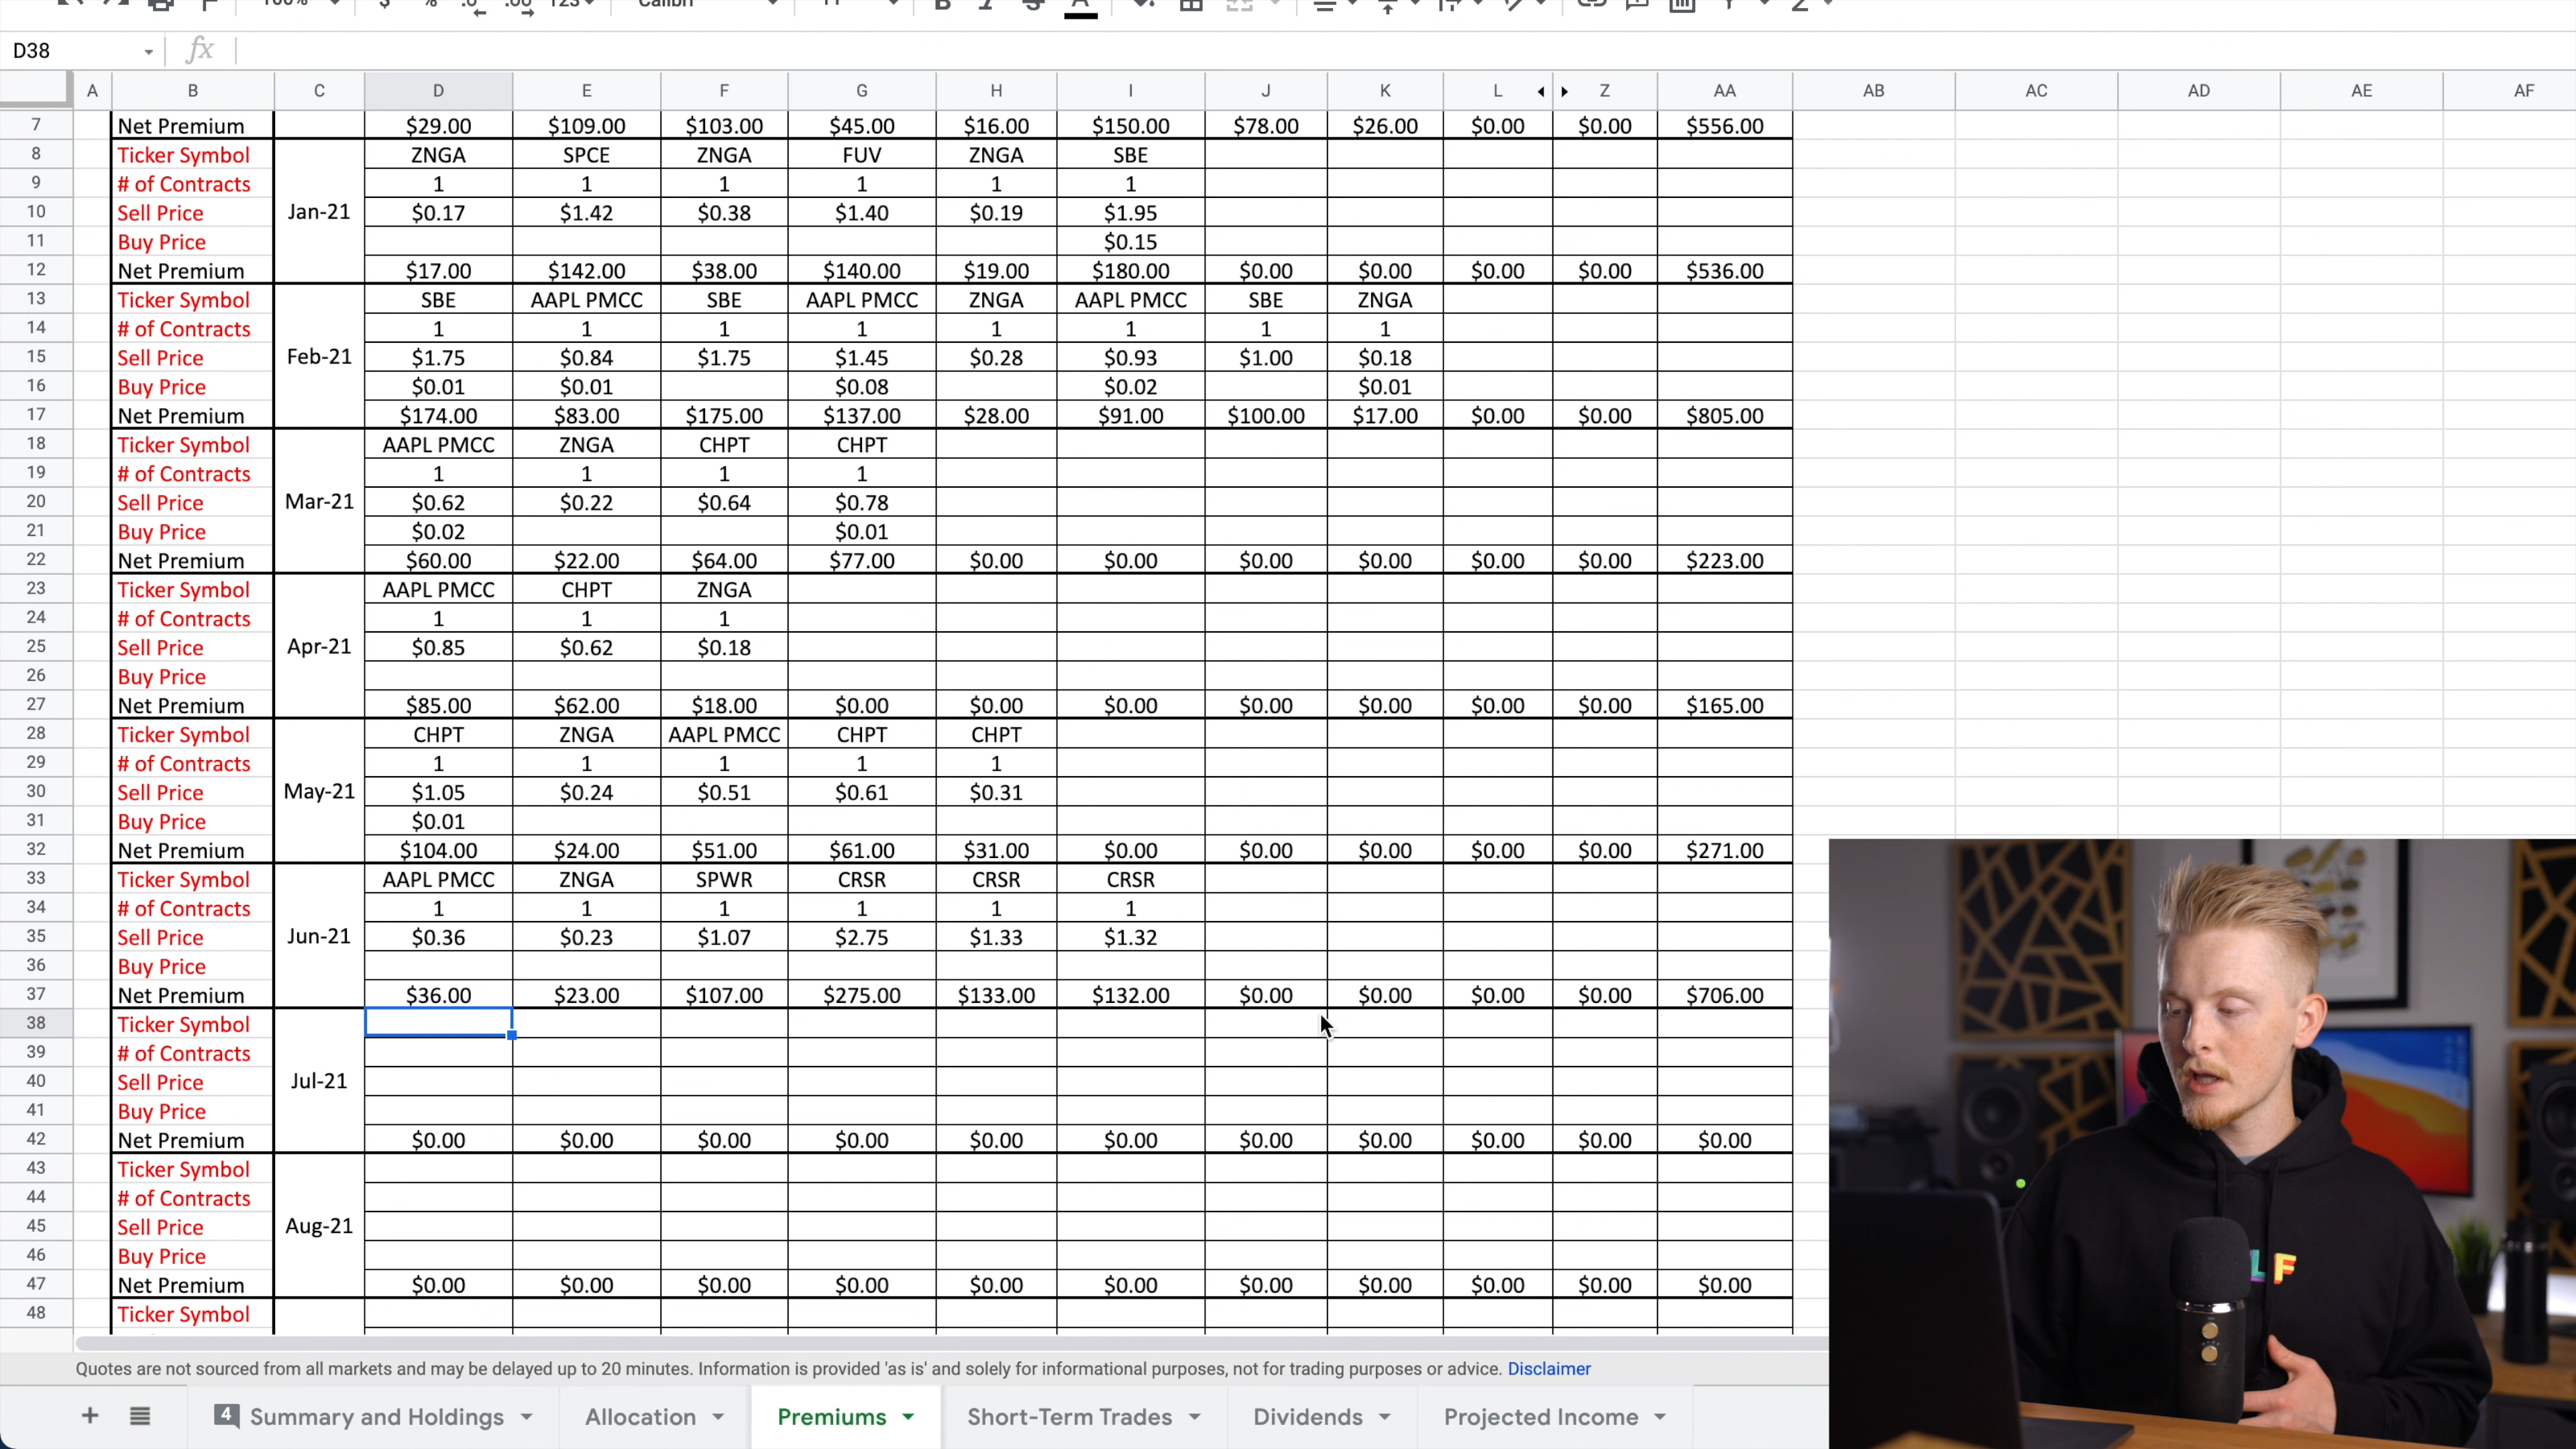 100% $ % .0 .00 123 Calibri 11 B I S A
D38 fx
A B C D E F G H I J K L Z AA AB AC AD AE AF
7 Net Premium $29.00 $109.00 $103.00 $45.00 $16.00 $150.00 $78.00 $26.00 $0.00 $0.00 $556.00
8 Ticker Symbol ZNGA SPCE ZNGA FUV ZNGA SBE
9 # of Contracts 1 1 1 1 1 1
10 Sell Price Jan-21 $0.17 $1.42 $0.38 $1.40 $0.19 $1.95
11 Buy Price $0.15
12 Net Premium $17.00 $142.00 $38.00 $140.00 $19.00 $180.00 $0.00 $0.00 $0.00 $0.00 $536.00
13 Ticker Symbol SBE AAPL PMCC SBE AAPL PMCC ZNGA AAPL PMCC SBE ZNGA
14 # of Contracts 1 1 1 1 1 1 1 1
15 Sell Price Feb-21 $1.75 $0.84 $1.75 $1.45 $0.28 $0.93 $1.00 $0.18
16 Buy Price $0.01 $0.01 $0.08 $0.02 $0.01
17 Net Premium $174.00 $83.00 $175.00 $137.00 $28.00 $91.00 $100.00 $17.00 $0.00 $0.00 $805.00
18 Ticker Symbol AAPL PMCC ZNGA CHPT CHPT
19 # of Contracts 1 1 1 1
20 Sell Price Mar-21 $0.62 $0.22 $0.64 $0.78
21 Buy Price $0.02 $0.01
22 Net Premium $60.00 $22.00 $64.00 $77.00 $0.00 $0.00 $0.00 $0.00 $0.00 $0.00 $223.00
23 Ticker Symbol AAPL PMCC CHPT ZNGA
24 # of Contracts 1 1 1
25 Sell Price Apr-21 $0.85 $0.62 $0.18
26 Buy Price
27 Net Premium $85.00 $62.00 $18.00 $0.00 $0.00 $0.00 $0.00 $0.00 $0.00 $0.00 $165.00
28 Ticker Symbol CHPT ZNGA AAPL PMCC CHPT CHPT
29 # of Contracts 1 1 1 1 1
30 Sell Price May-21 $1.05 $0.24 $0.51 $0.61 $0.31
31 Buy Price $0.01
32 Net Premium $104.00 $24.00 $51.00 $61.00 $31.00 $0.00 $0.00 $0.00 $0.00 $0.00 $271.00
33 Ticker Symbol AAPL PMCC ZNGA SPWR CRSR CRSR CRSR
34 # of Contracts 1 1 1 1 1 1
35 Sell Price Jun-21 $0.36 $0.23 $1.07 $2.75 $1.33 $1.32
36 Buy Price
37 Net Premium $36.00 $23.00 $107.00 $275.00 $133.00 $132.00 $0.00 $0.00 $0.00 $0.00 $706.00
38 Ticker Symbol
39 # of Contracts
40 Sell Price Jul-21
41 Buy Price
42 Net Premium $0.00 $0.00 $0.00 $0.00 $0.00 $0.00 $0.00 $0.00 $0.00 $0.00 $0.00
43 Ticker Symbol
44 # of Contracts
45 Sell Price Aug-21
46 Buy Price
47 Net Premium $0.00 $0.00 $0.00 $0.00 $0.00 $0.00 $0.00 $0.00 $0.00 $0.00 $0.00
48 Ticker Symbol
LF
Quotes are not sourced from all markets and may be delayed up to 20 minutes. Information is provided 'as is' and solely for informational purposes, not for trading purposes or advice. Disclaimer
+ 4 Summary and Holdings Allocation Premiums Short-Term Trades Dividends Projected Income